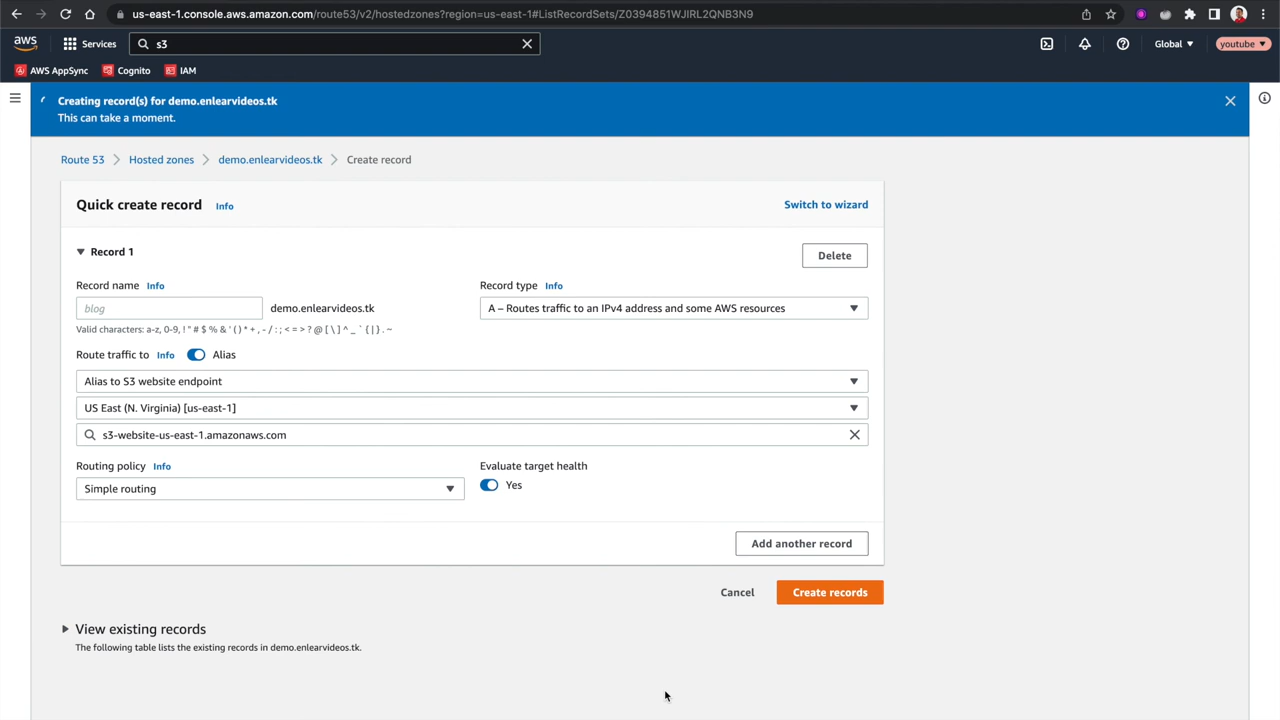 us-east-1.console.aws.amazon.com/route53/v2/hostedzones?region=us-east-1#ListRecordSets/Z0394851WJIRL2QNB3N9
aws Services s3 Global youtube
AWS AppSync Cognito IAM
Creating record(s) for demo.enlearvideos.tk
This can take a moment.
Route 53 Hosted zones demo.enlearvideos.tk Create record
Quick create record Info Switch to wizard
Record 1 Delete
Record name Info Record type Info
blog demo.enlearvideos.tk A – Routes traffic to an IPv4 address and some AWS resources
Valid characters: a-z, 0-9, ! " # $ % & ' ( ) * + , - / : ; < = > ? @ [ \ ] ^ _ ` { | } . ~
Route traffic to Info Alias
Alias to S3 website endpoint
US East (N. Virginia) [us-east-1]
s3-website-us-east-1.amazonaws.com
Routing policy Info Evaluate target health
Simple routing Yes
Add another record
Cancel Create records
View existing records
The following table lists the existing records in demo.enlearvideos.tk.